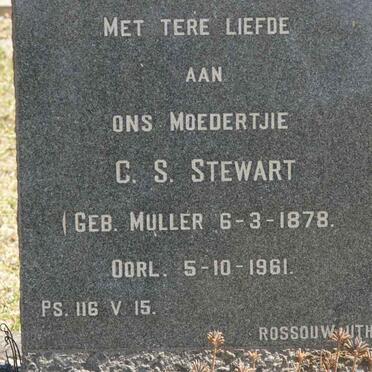 MET TERE LIEFDE
AAN
ONS MOEDERTJIE
C. S. STEWART
(GEB. MULLER 6-3-1878.
OORL. 5-10-1961.
PS. 116 V 15.
ROSSOUW